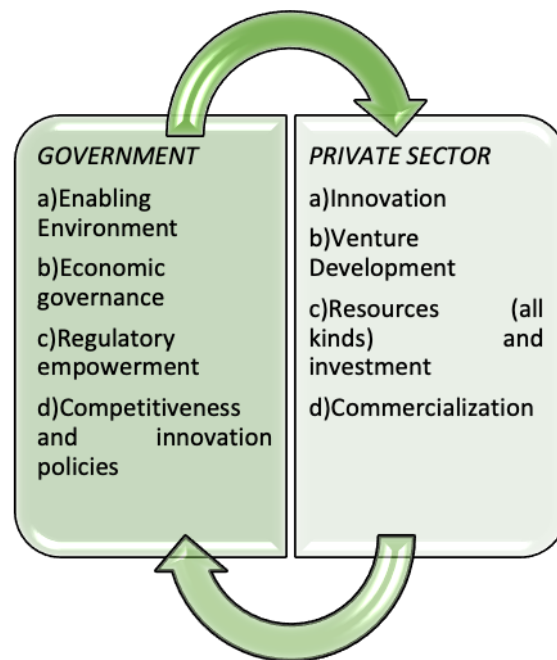 GOVERNMENT
a)Enabling
Environment
b)Economic
governance
c)Regulatory
empowerment
d)Competitiveness
and innovation
policies
PRIVATE SECTOR
a)Innovation
b)Venture
Development
c)Resources (all
kinds) and
investment
d)Commercialization